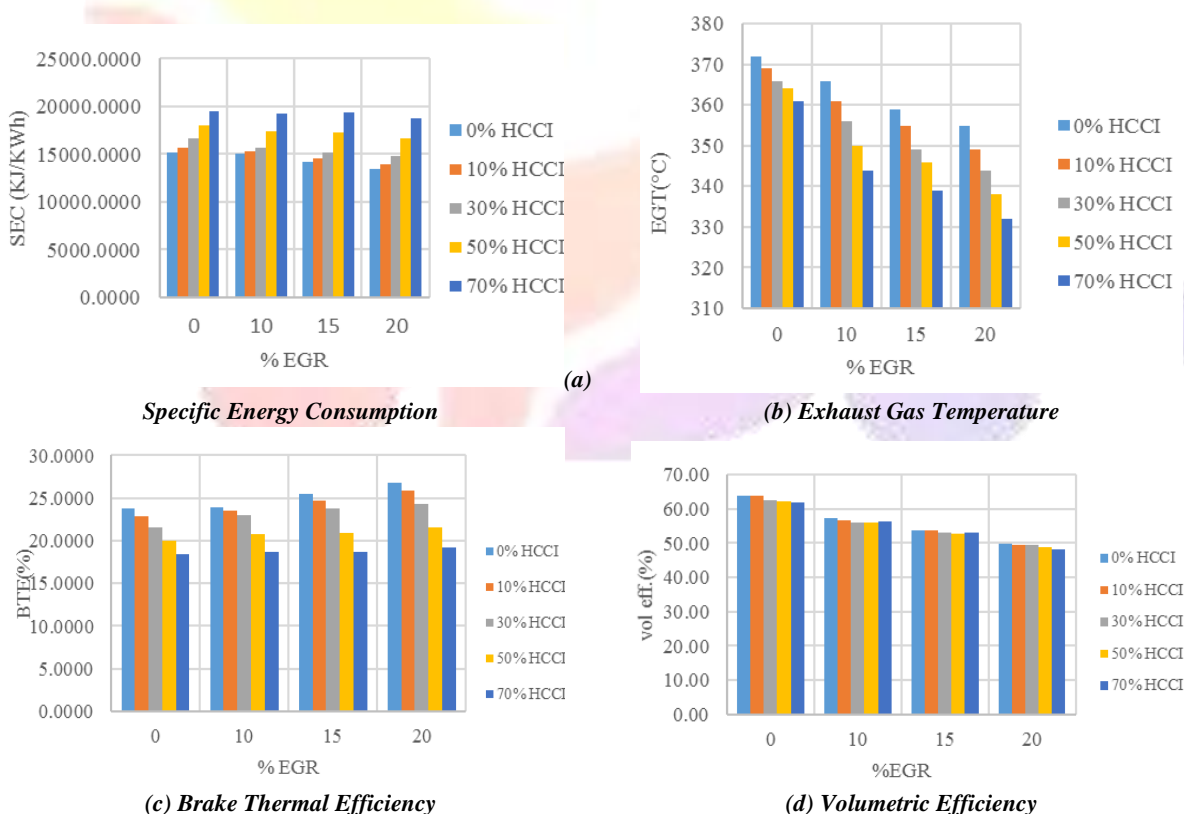 25000.0000
20000.0000
15000.0000
10000.0000
5000.0000
0.0000
SEC (KJ/KWh)
0 10 15 20
% EGR
0% HCCI
10% HCCI
30% HCCI
50% HCCI
70% HCCI
(a)
Specific Energy Consumption
380
370
360
350
340
330
320
310
EGT(°C)
0 10 15 20
% EGR
0% HCCI
10% HCCI
30% HCCI
50% HCCI
70% HCCI
(b) Exhaust Gas Temperature
30.0000
25.0000
20.0000
15.0000
10.0000
5.0000
0.0000
BTE(%)
0 10 15 20
% EGR
0% HCCI
10% HCCI
30% HCCI
50% HCCI
70% HCCI
(c) Brake Thermal Efficiency
70.00
60.00
50.00
40.00
30.00
20.00
10.00
0.00
vol eff.(%)
0 10 15 20
%EGR
0% HCCI
10% HCCI
30% HCCI
50% HCCI
70% HCCI
(d) Volumetric Efficiency